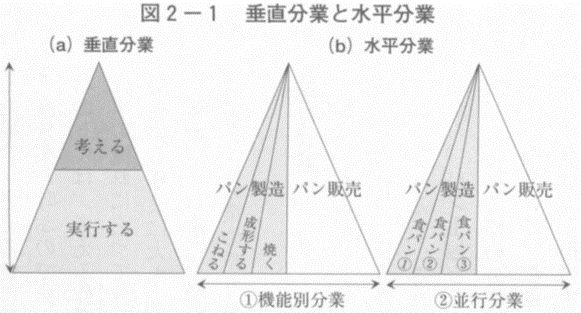 図2－1 垂直分業と水平分業
(a) 垂直分業
(b) 水平分業
考える
実行する
パン製造
パン販売
こねる
成形する
焼く
①機能別分業
パン製造
パン販売
食パン①
食パン②
食パン③
②並行分業